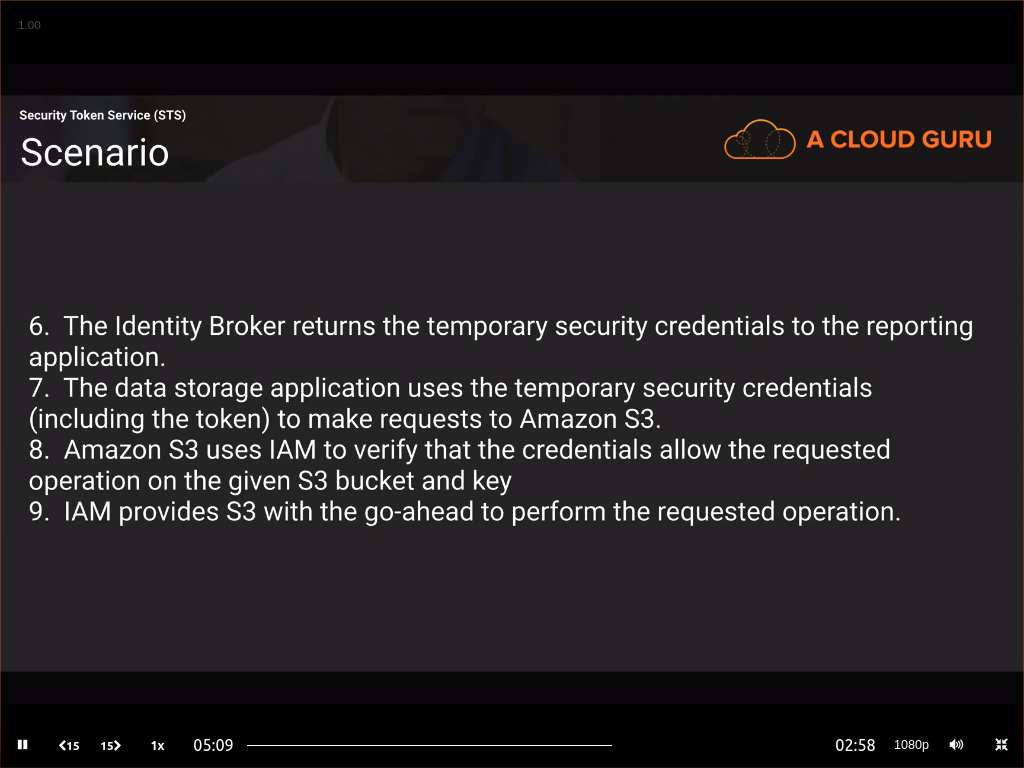 1.00
Security Token Service (STS)
Scenario
A CLOUD GURU
6.  The Identity Broker returns the temporary security credentials to the reporting
application.
7.  The data storage application uses the temporary security credentials
(including the token) to make requests to Amazon S3.
8.  Amazon S3 uses IAM to verify that the credentials allow the requested
operation on the given S3 bucket and key
9.  IAM provides S3 with the go-ahead to perform the requested operation.
15 15 1x 05:09 02:58 1080p